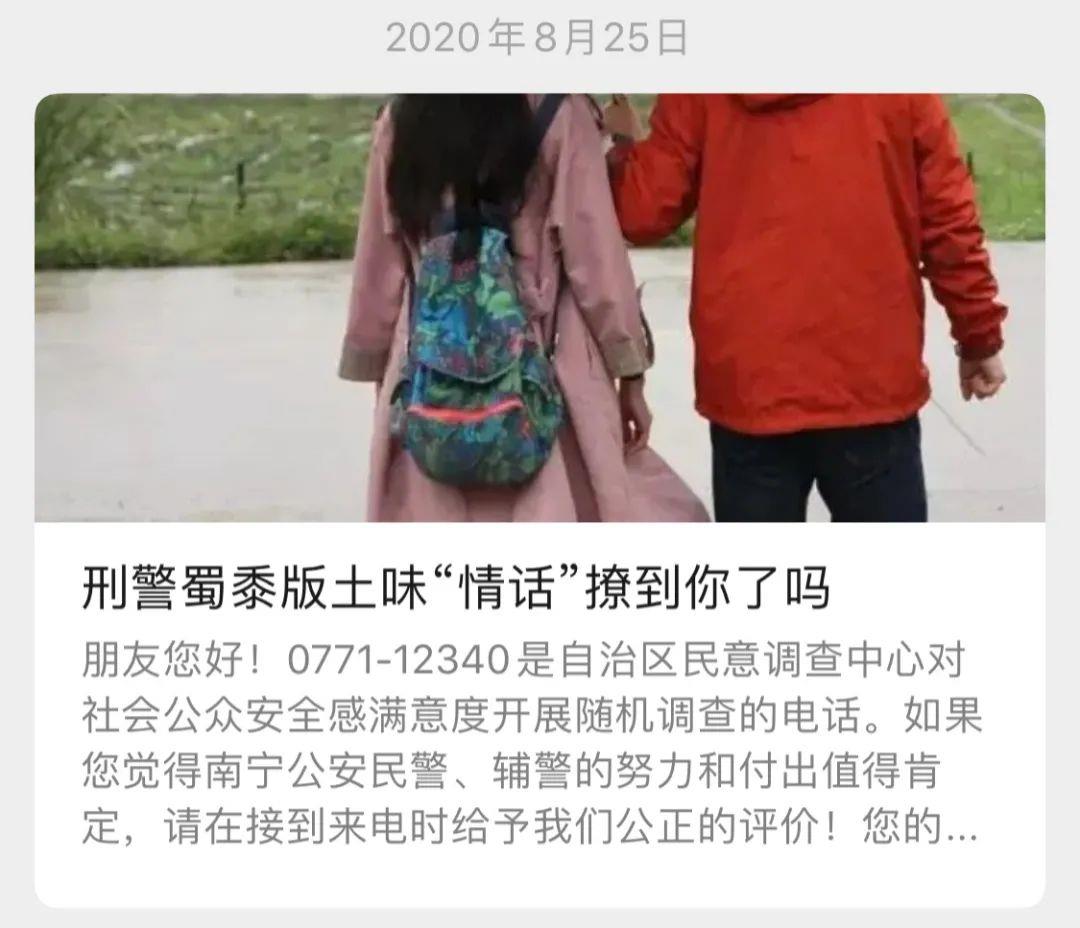 2020年8月25日
刑警蜀黍版土味“情话”撩到你了吗
朋友您好！0771-12340是自治区民意调查中心对
社会公众安全感满意度开展随机调查的电话。如果
您觉得南宁公安民警、辅警的努力和付出值得肯
定，请在接到来电时给予我们公正的评价！您的...